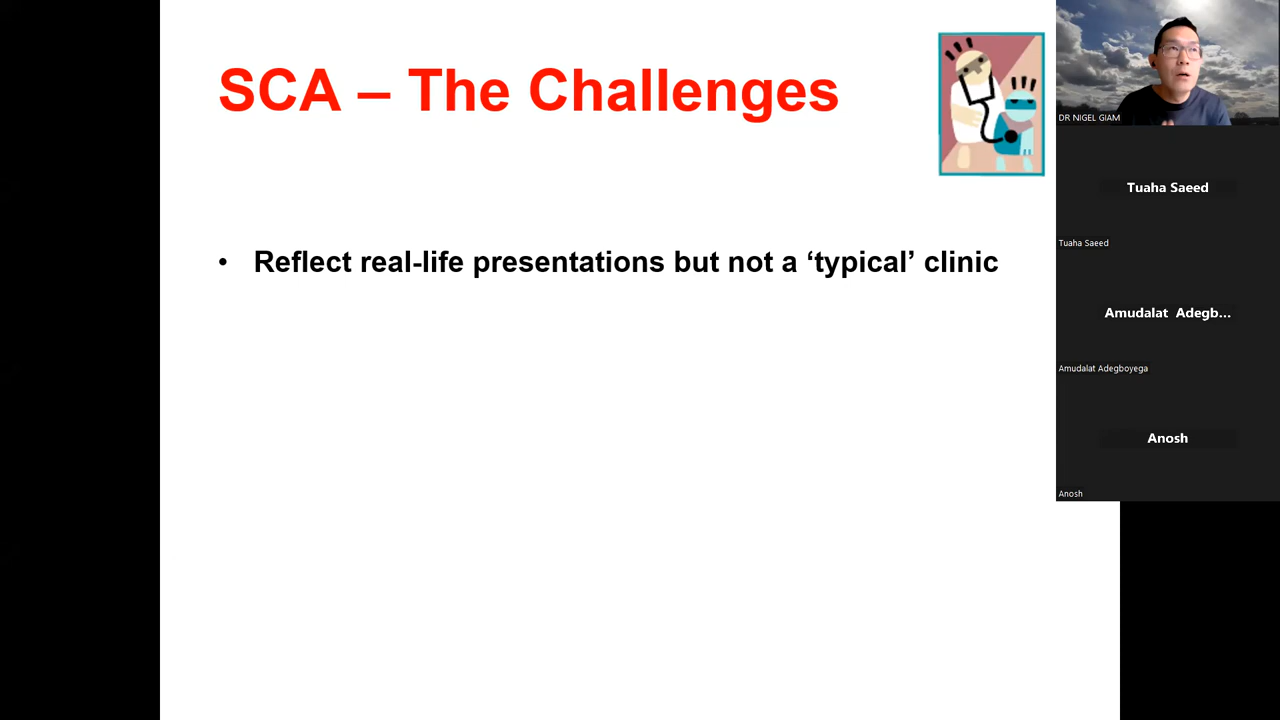 SCA – The Challenges
• Reflect real-life presentations but not a ‘typical’ clinic
DR NIGEL GIAM
Tuaha Saeed
Tuaha Saeed
Amudalat Adegb...
Amudalat Adegboyega
Anosh
Anosh